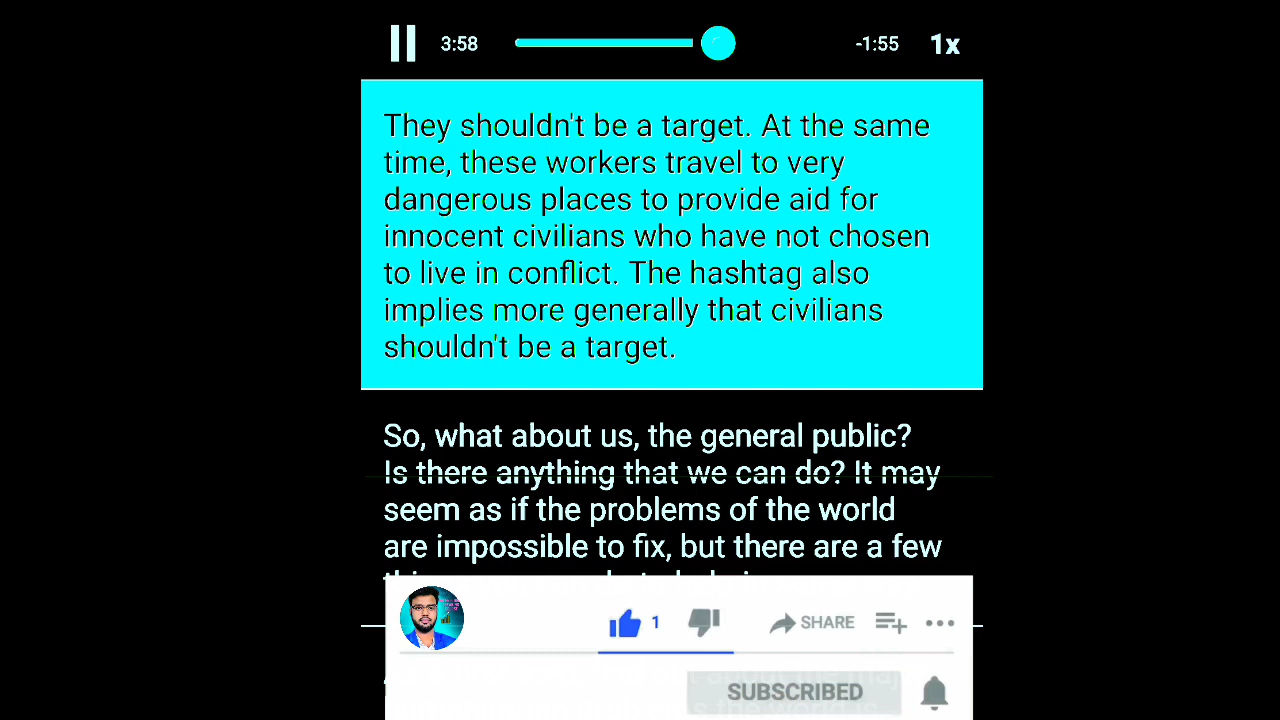 3:58
-1:55
1x
They shouldn't be a target. At the same
time, these workers travel to very
dangerous places to provide aid for
innocent civilians who have not chosen
to live in conflict. The hashtag also
implies more generally that civilians
shouldn't be a target.
So, what about us, the general public?
Is there anything that we can do? It may
seem as if the problems of the world
are impossible to fix, but there are a few
1
SHARE
SUBSCRIBED